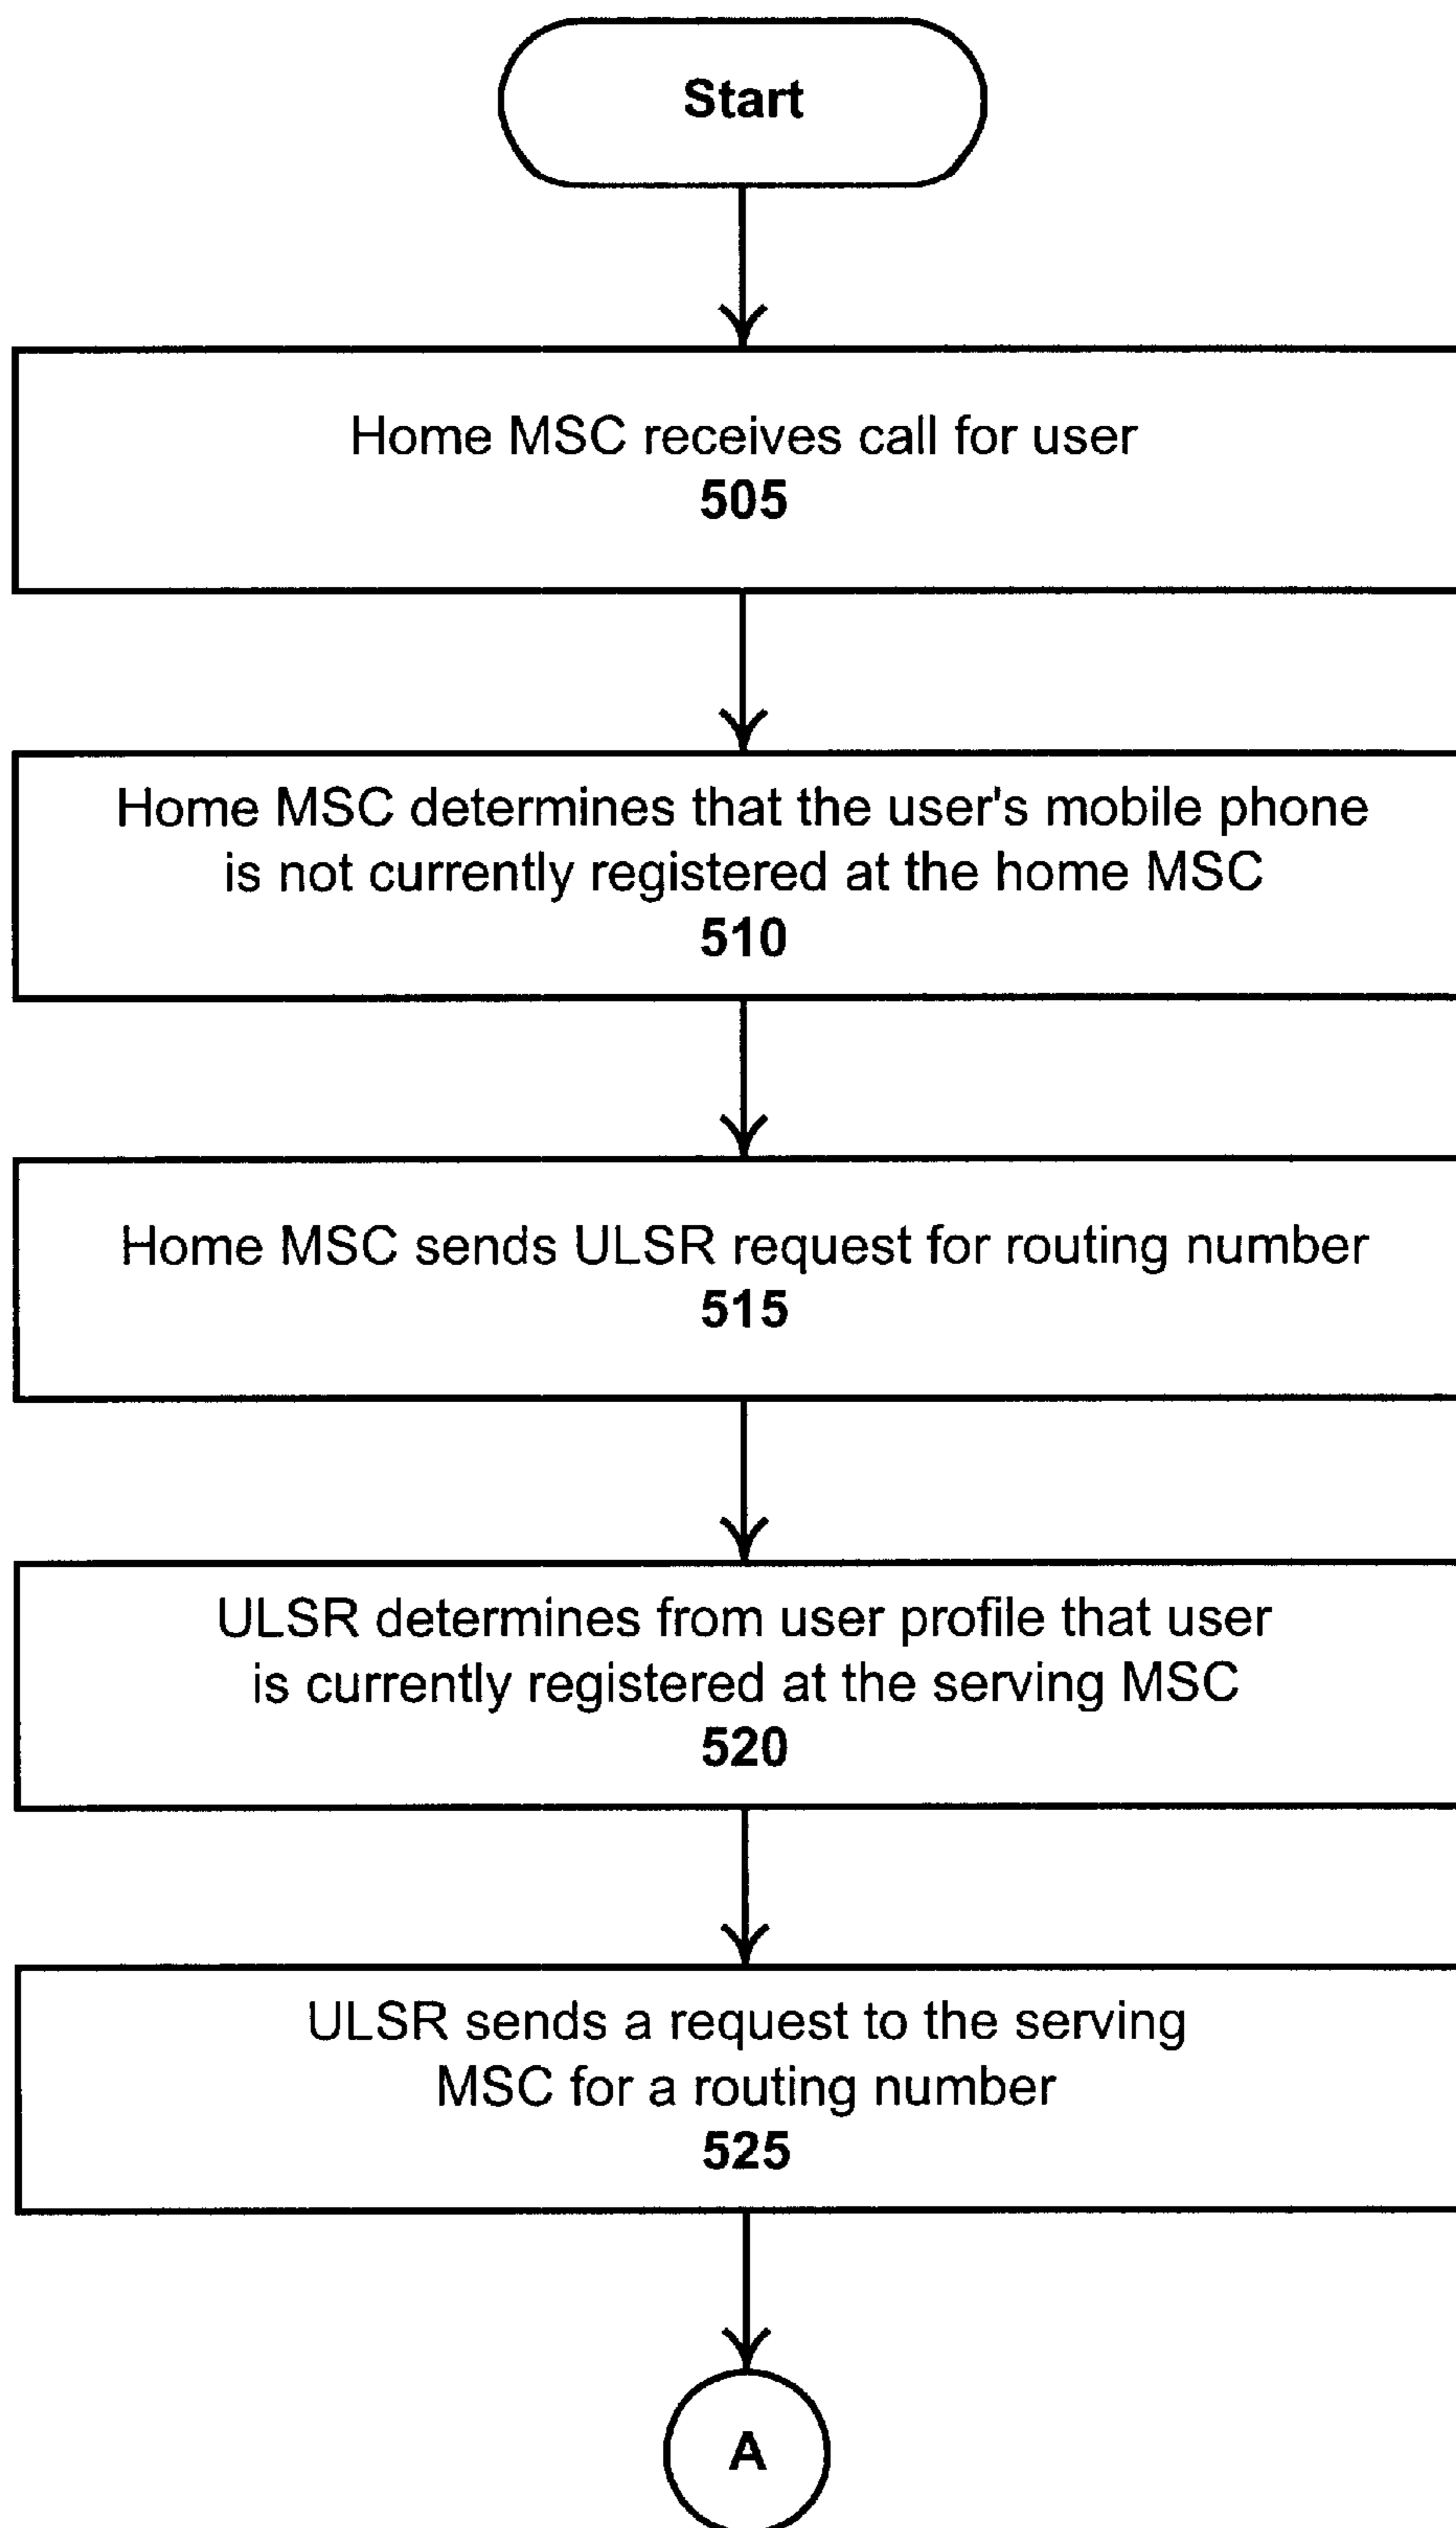 Start
Home MSC receives call for user
505
Home MSC determines that the user's mobile phone
is not currently registered at the home MSC
510
Home MSC sends ULSR request for routing number
515
ULSR determines from user profile that user
is currently registered at the serving MSC
520
ULSR sends a request to the serving
MSC for a routing number
525
A